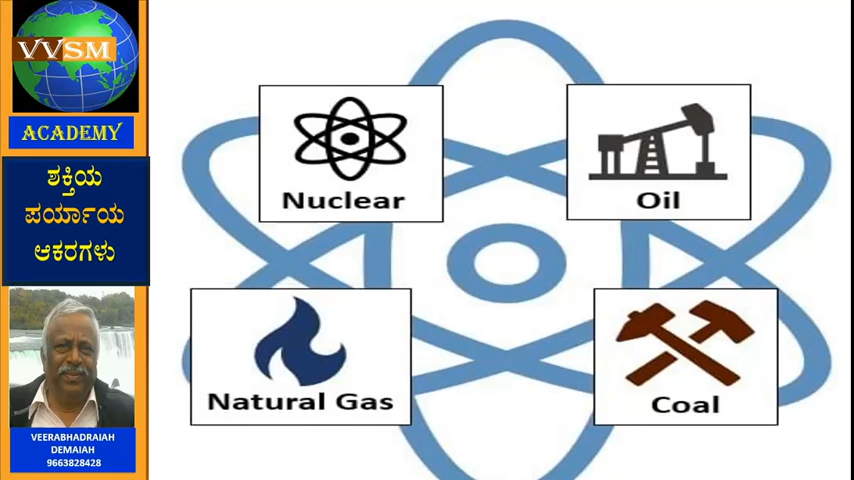 VVSM
ACADEMY
ಶಕ್ತಿಯ
ಪರ್ಯಾಯ
ಆಕರಗಳು
VEERABHADRAIAH
DEMAIAH
9663828428
Nuclear
Oil
Natural Gas
Coal